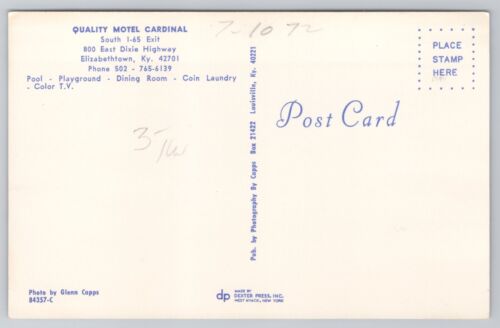 QUALITY MOTEL CARDINAL
South I-65 Exit
800 East Dixie Highway
Elizabethtown, Ky. 42701
Phone 502 - 765-6139
Pool - Playground - Dining Room - Coin Laundry
- Color T.V.
7-10 72
PLACE
STAMP
HERE
Post Card
Pub. by Photography By Capps Box 21422 Louisville, Ky. 40221
Photo by Glenn Capps
84357-C
dp
MADE BY
DEXTER PRESS, INC.
WEST NYACK, NEW YORK